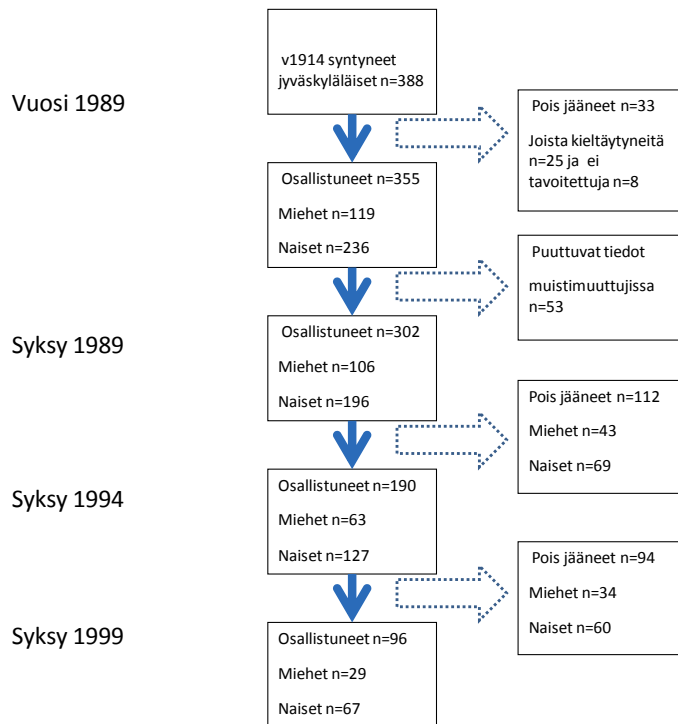 v1914 syntyneet
jyväskyläläiset n=388
Vuosi 1989
Pois jääneet n=33
Joista kieltäytyneitä
n=25 ja ei
tavoitettuja n=8
Osallistuneet n=355
Miehet n=119
Naiset n=236
Puuttuvat tiedot
muistimuuttujissa
n=53
Syksy 1989
Osallistuneet n=302
Miehet n=106
Naiset n=196
Pois jääneet n=112
Miehet n=43
Naiset n=69
Syksy 1994
Osallistuneet n=190
Miehet n=63
Naiset n=127
Pois jääneet n=94
Miehet n=34
Naiset n=60
Syksy 1999
Osallistuneet n=96
Miehet n=29
Naiset n=67